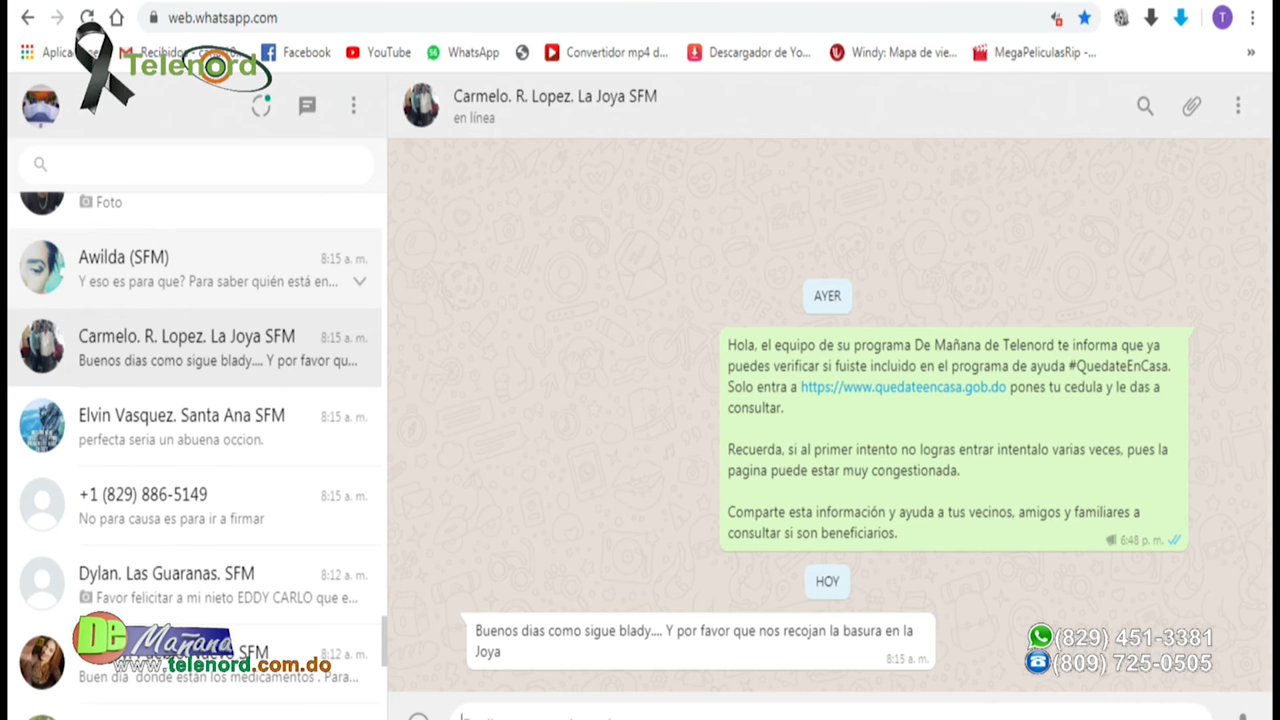 web.whatsapp.com
T
Facebook
YouTube
WhatsApp
Convertidor mp4 d...
Descargador de Yo...
Windy: Mapa de vie...
MegaPeliculasRip -...
»
Telenord
Carmelo. R. Lopez. La Joya SFM
en línea
Foto
Awilda (SFM)
8:15 a. m.
Y eso es para que? Para saber quién está en...
Carmelo. R. Lopez. La Joya SFM
8:15 a. m.
Buenos dias como sigue blady.... Y por favor qu...
Elvin Vasquez. Santa Ana SFM
8:15 a. m.
perfecta seria un abuena occion.
+1 (829) 886-5149
8:15 a. m.
No para causa es para ir a firmar
Dylan. Las Guaranas. SFM
8:12 a. m.
Favor felicitar a mi nieto EDDY CARLO que e...
SFM
8:12 a. m.
Buen día donde están los medicamentos . Para...
De Mañana
www.telenord.com.do
AYER
Hola, el equipo de su programa De Mañana de Telenord te informa que ya
puedes verificar si fuiste incluido en el programa de ayuda #QuedateEnCasa.
Solo entra a https://www.quedateencasa.gob.do pones tu cedula y le das a
consultar.
Recuerda, si al primer intento no logras entrar intentalo varias veces, pues la
pagina puede estar muy congestionada.
Comparte esta información y ayuda a tus vecinos, amigos y familiares a
consultar si son beneficiarios.
6:48 p. m.
HOY
Buenos dias como sigue blady.... Y por favor que nos recojan la basura en la
Joya
8:15 a. m.
(829) 451-3381
(809) 725-0505